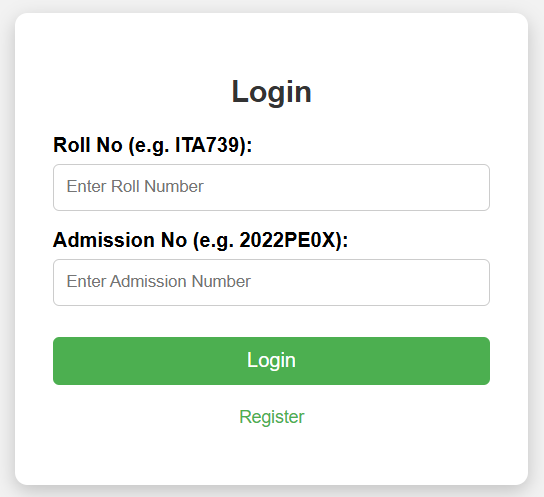 Login
Roll No (e.g. ITA739):
Enter Roll Number
Admission No (e.g. 2022PE0X):
Enter Admission Number
Login
Register